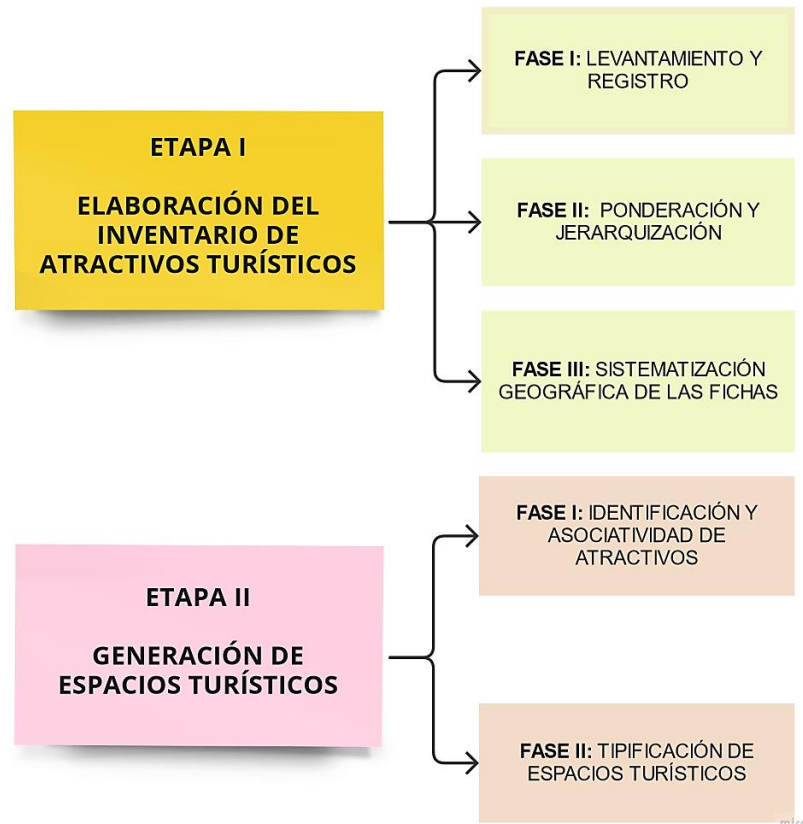 ETAPA I
ELABORACIÓN DEL
INVENTARIO DE
ATRACTIVOS TURÍSTICOS
FASE I: LEVANTAMIENTO Y
REGISTRO
FASE II: PONDERACIÓN Y
JERARQUIZACIÓN
FASE III: SISTEMATIZACIÓN
GEOGRÁFICA DE LAS FICHAS
ETAPA II
GENERACIÓN DE
ESPACIOS TURÍSTICOS
FASE I: IDENTIFICACIÓN Y
ASOCIATIVIDAD DE
ATRACTIVOS
FASE II: TIPIFICACIÓN DE
ESPACIOS TURÍSTICOS